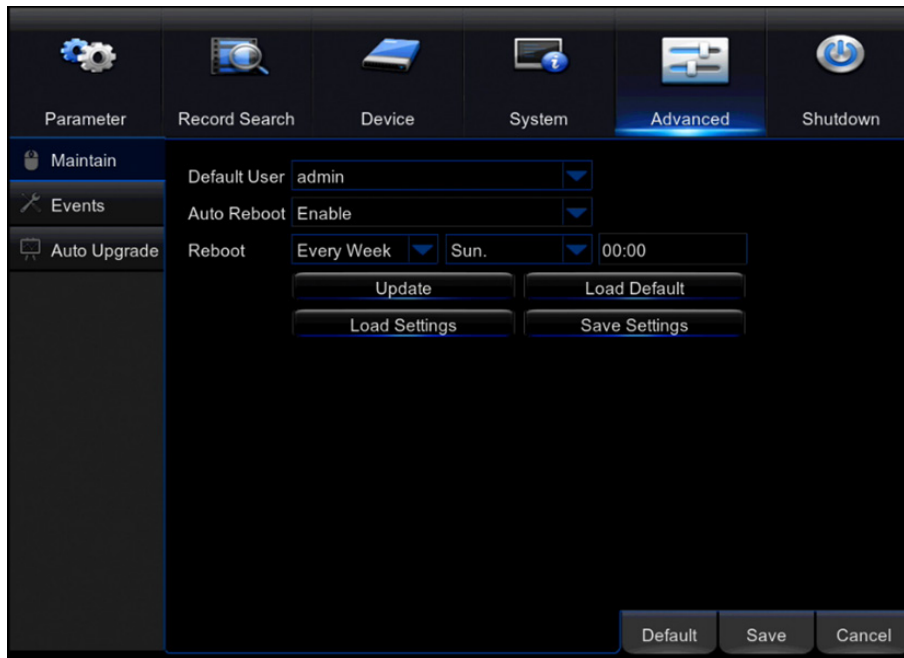 Parameter Record Search Device System Advanced Shutdown
Maintain
Events
Auto Upgrade
Default User admin
Auto Reboot Enable
Reboot Every Week Sun. 00:00
Update Load Default
Load Settings Save Settings
Default Save Cancel